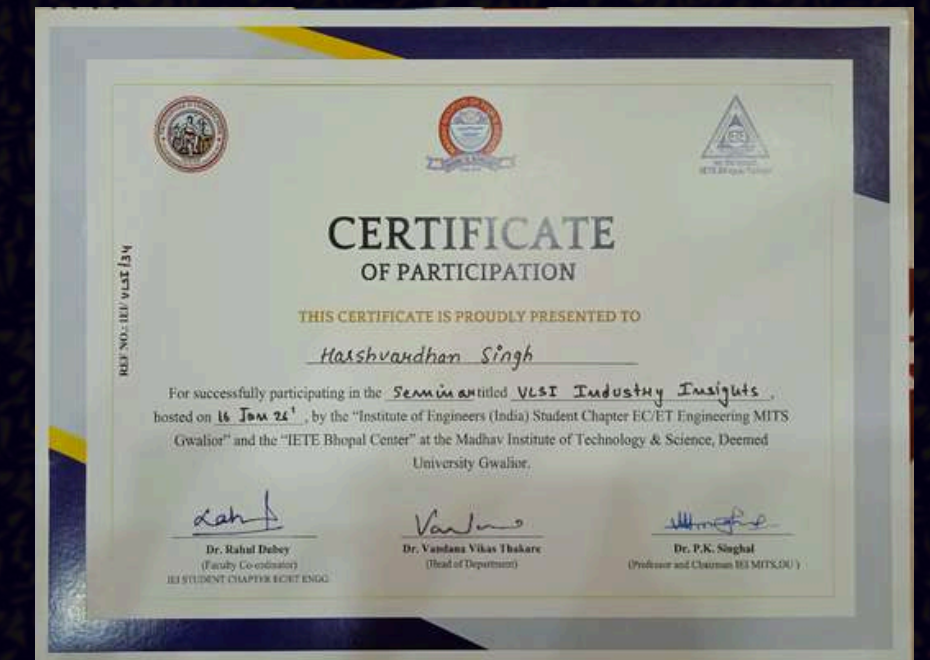 CERTIFICATE
OF PARTICIPATION
THIS CERTIFICATE IS PROUDLY PRESENTED TO
Harshvardhan Singh
For successfully participating in the Seminar titled VLSI Industry Insights,
hosted on 16 Jan 26', by the "Institute of Engineers (India) Student Chapter EC/ET Engineering MITS
Gwalior" and the "IETE Bhopal Center" at the Madhav Institute of Technology & Science, Deemed
University Gwalior.
REF NO.: IEI/ VLSI/34
Dr. Rahul Dubey
(Faculty Co-ordinator)
IEI STUDENT CHAPTER EC/ET ENGG.
Dr. Vandana Vikas Thakare
(Head of Department)
Dr. P.K. Singhal
(Professor and Chairman IEI MITS,DU )